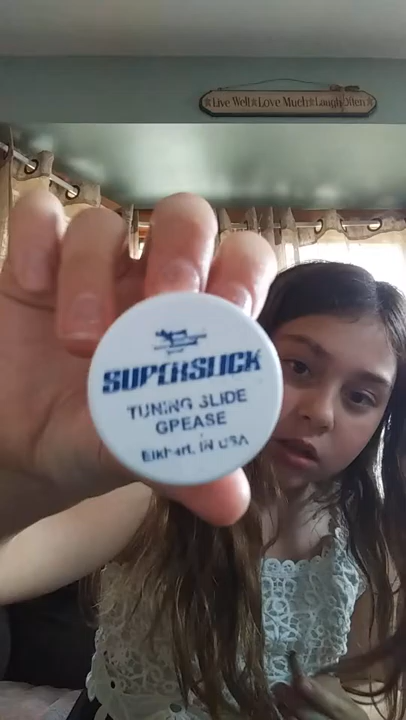 Live Well Love Much Laugh Often
SUPERSLICK
TUNING SLIDE
GREASE
Elkhart, IN USA